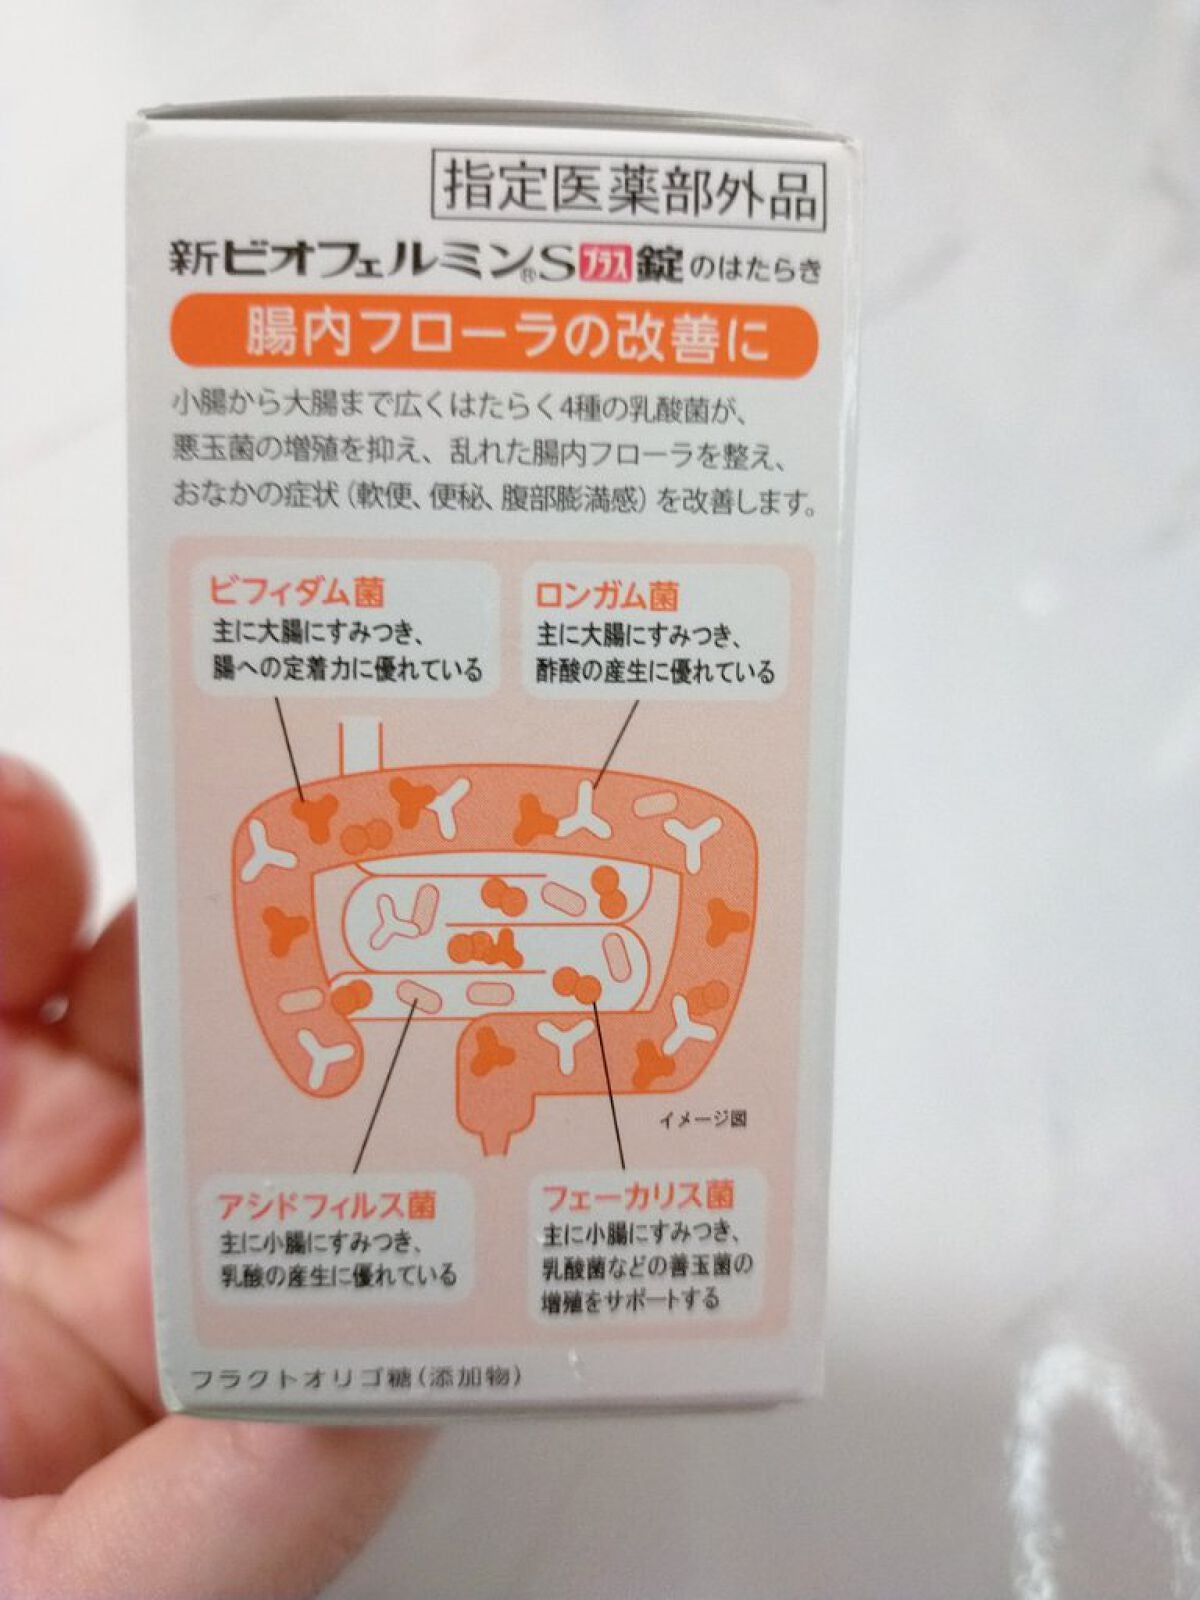 指定医薬部外品
新ビオフェルミン®Sプラス錠のはたらき
腸内フローラの改善に
小腸から大腸まで広くはたらく4種の乳酸菌が、
悪玉菌の増殖を抑え、乱れた腸内フローラを整え、
おなかの症状（軟便、便秘、腹部膨満感）を改善します。
ビフィダム菌
主に大腸にすみつき、
腸への定着力に優れている
ロンガム菌
主に大腸にすみつき、
酢酸の産生に優れている
イメージ図
アシドフィルス菌
主に小腸にすみつき、
乳酸の産生に優れている
フェーカリス菌
主に小腸にすみつき、
乳酸菌などの善玉菌の
増殖をサポートする
フラクトオリゴ糖（添加物）